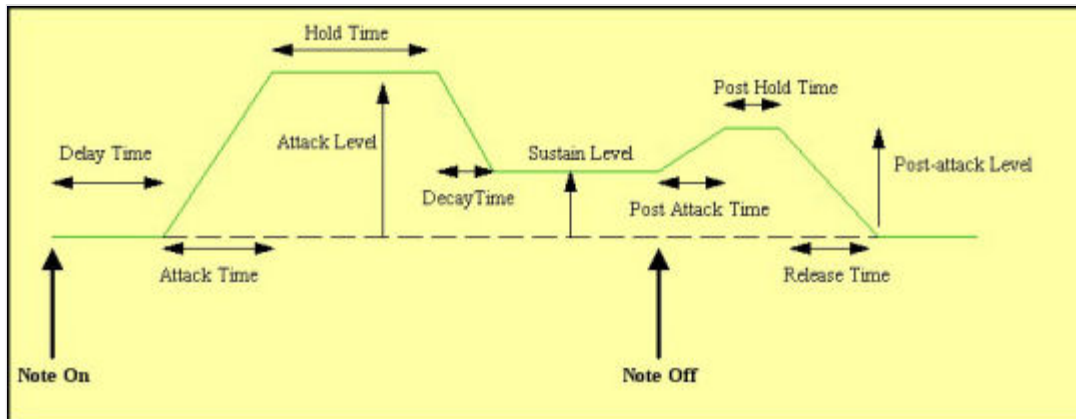 Hold Time
Post Hold Time
Attack Level
Delay Time
Sustain Level
Post-attack Level
DecayTime
Post Attack Time
Attack Time
Release Time
Note On
Note Off